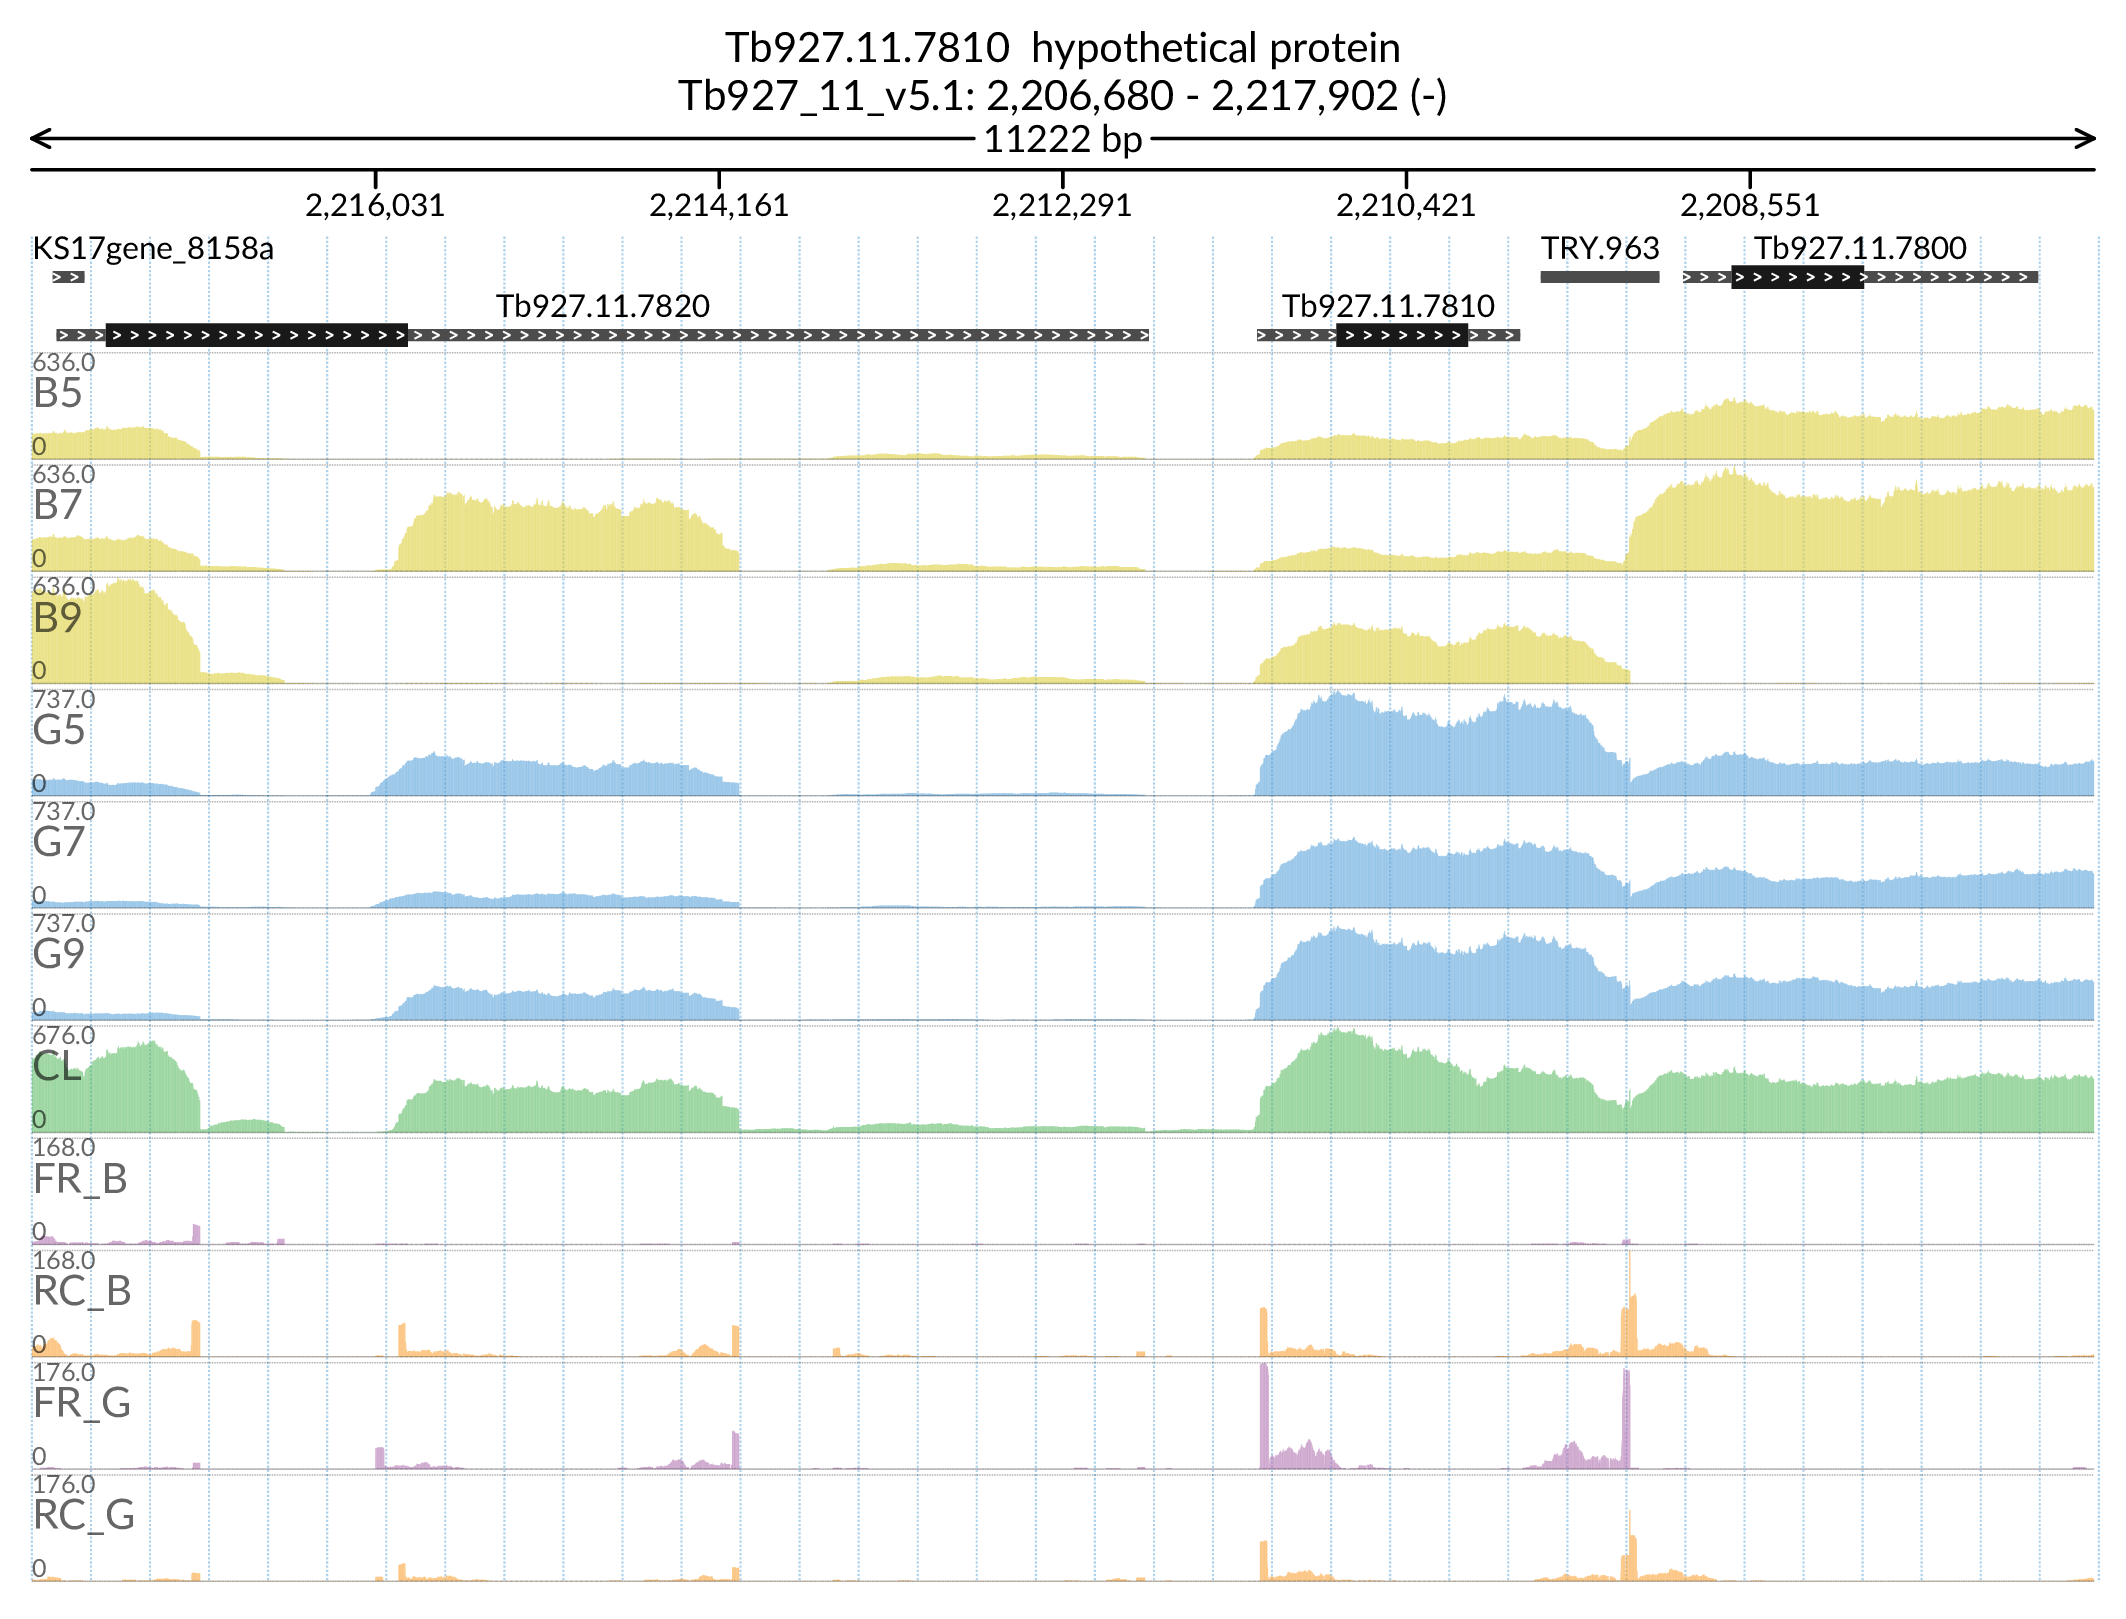 Tb927.11.7810  hypothetical protein
Tb927_11_v5.1: 2,206,680 - 2,217,902 (-)
11222 bp
2,216,031 2,214,161 2,212,291 2,210,421 2,208,551
KS17gene_8158a TRY.963 Tb927.11.7800
Tb927.11.7820 Tb927.11.7810
636.0
B5
0
636.0
B7
0
636.0
B9
0
737.0
G5
0
737.0
G7
0
737.0
G9
0
676.0
CL
0
168.0
FR_B
0
168.0
RC_B
0
176.0
FR_G
0
176.0
RC_G
0